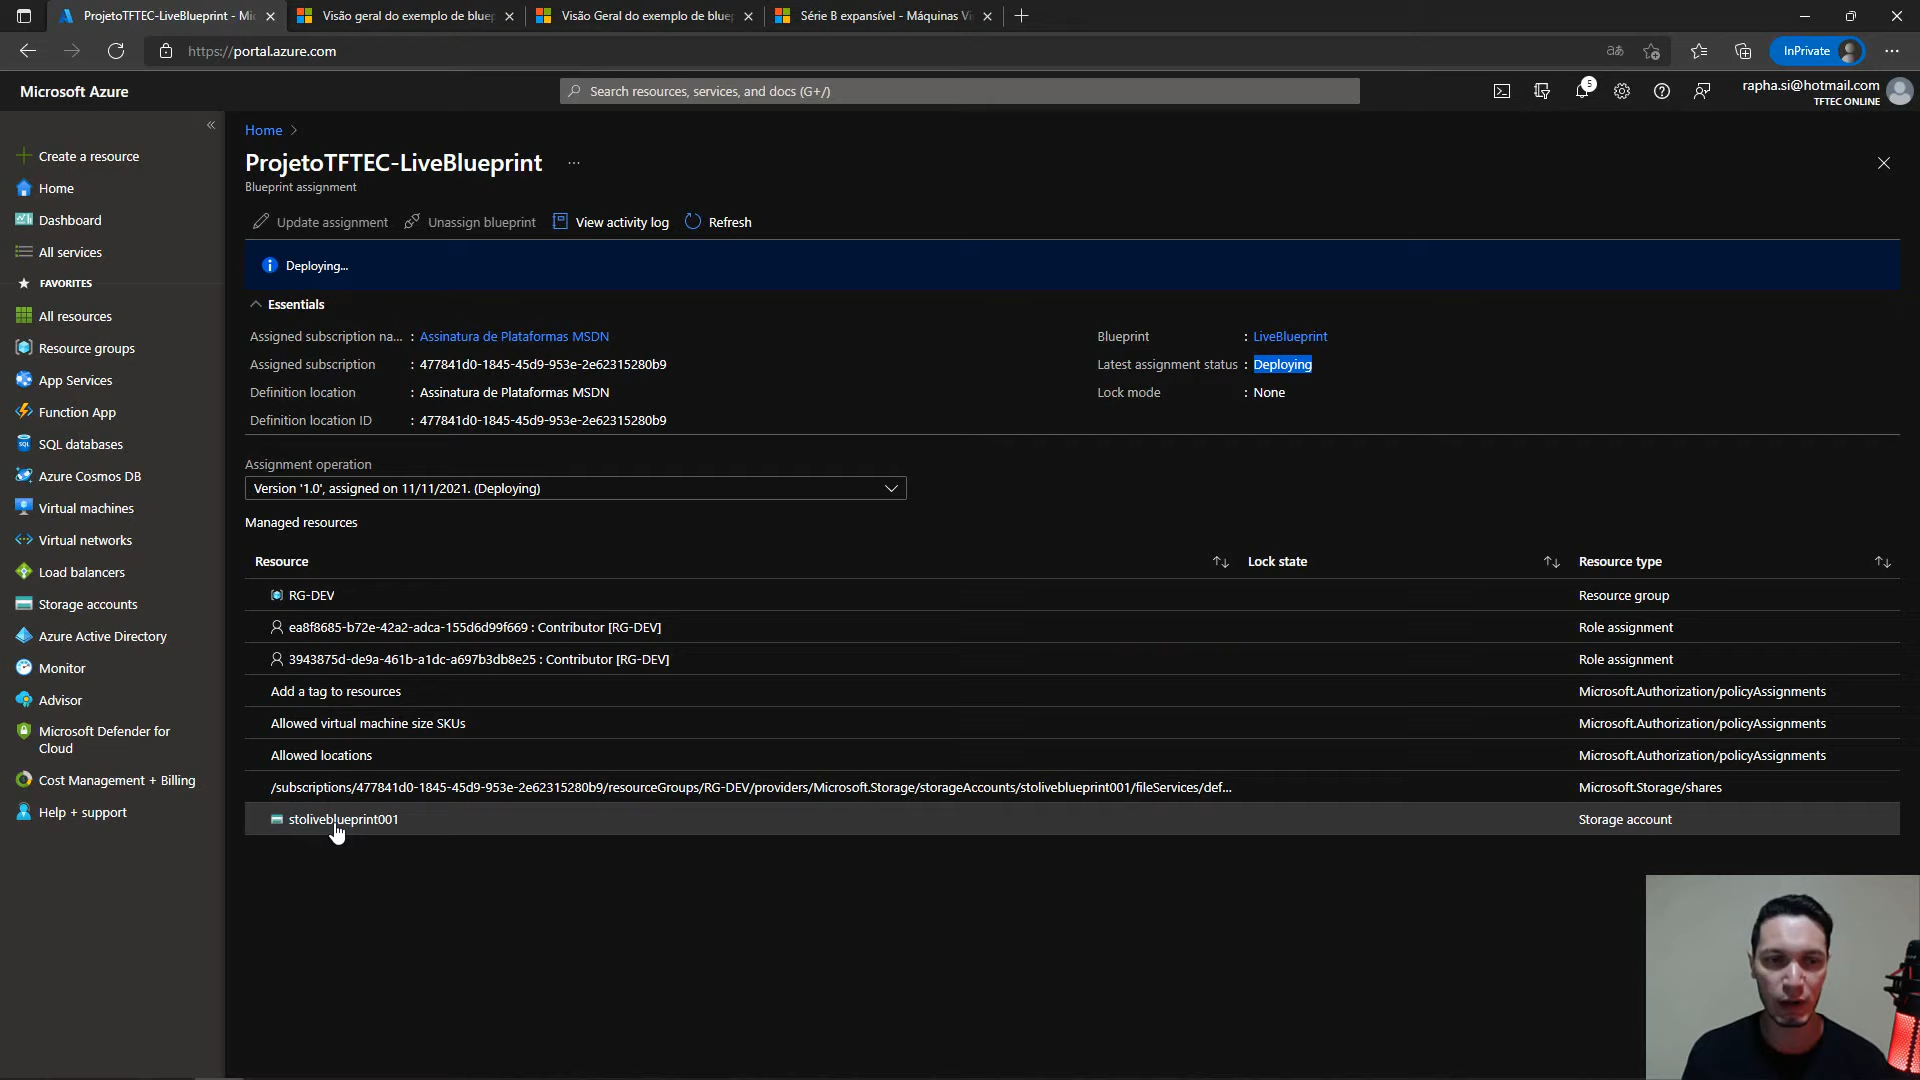 ProjetoTFTEC-LiveBlueprint - Mic
Visão geral do exemplo de bluep
Visão Geral do exemplo de bluep
Série B expansível - Máquinas Vi
https://portal.azure.com
InPrivate
Microsoft Azure
Search resources, services, and docs (G+/)
5
rapha.si@hotmail.com
TFTEC ONLINE
Create a resource
Home
Dashboard
All services
FAVORITES
All resources
Resource groups
App Services
Function App
SQL databases
Azure Cosmos DB
Virtual machines
Virtual networks
Load balancers
Storage accounts
Azure Active Directory
Monitor
Advisor
Microsoft Defender for
Cloud
Cost Management + Billing
Help + support
Home
ProjetoTFTEC-LiveBlueprint ...
Blueprint assignment
Update assignment
Unassign blueprint
View activity log
Refresh
Deploying...
Essentials
Assigned subscription na... : Assinatura de Plataformas MSDN
Assigned subscription : 477841d0-1845-45d9-953e-2e62315280b9
Definition location : Assinatura de Plataformas MSDN
Definition location ID : 477841d0-1845-45d9-953e-2e62315280b9
Blueprint : LiveBlueprint
Latest assignment status : Deploying
Lock mode : None
Assignment operation
Version '1.0', assigned on 11/11/2021. (Deploying)
Managed resources
Resource Lock state Resource type
RG-DEV Resource group
ea8f8685-b72e-42a2-adca-155d6d99f669 : Contributor [RG-DEV] Role assignment
3943875d-de9a-461b-a1dc-a697b3db8e25 : Contributor [RG-DEV] Role assignment
Add a tag to resources Microsoft.Authorization/policyAssignments
Allowed virtual machine size SKUs Microsoft.Authorization/policyAssignments
Allowed locations Microsoft.Authorization/policyAssignments
/subscriptions/477841d0-1845-45d9-953e-2e62315280b9/resourceGroups/RG-DEV/providers/Microsoft.Storage/storageAccounts/stoliveblueprint001/fileServices/def... Microsoft.Storage/shares
stoliveblueprint001 Storage account